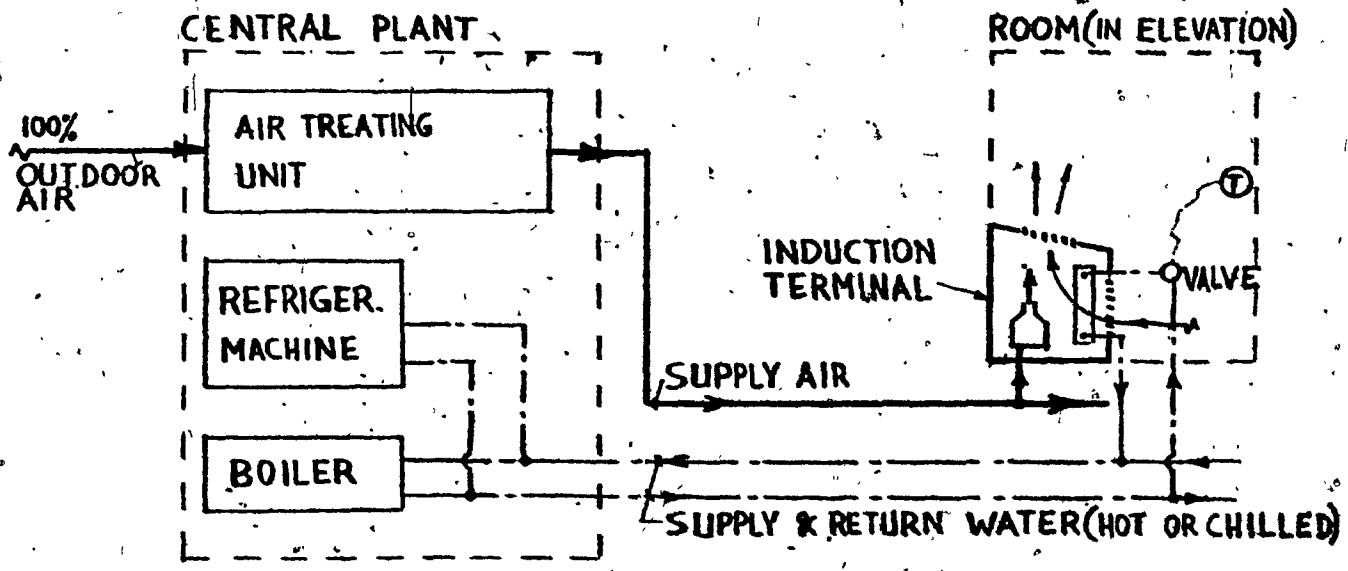 CENTRAL PLANT
ROOM(IN ELEVATION)
100%
OUTDOOR
AIR
AIR TREATING
UNIT
T
INDUCTION
TERMINAL
VALVE
REFRIGER.
MACHINE
SUPPLY AIR
BOILER
SUPPLY & RETURN WATER(HOT OR CHILLED)